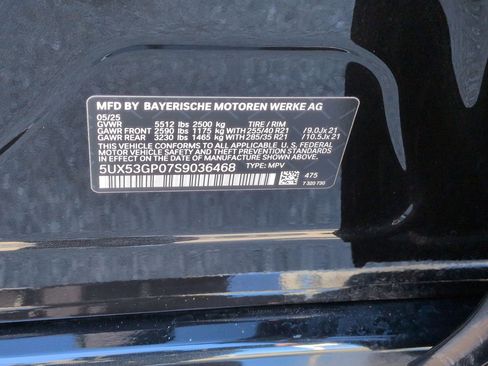 MFD BY BAYERISCHE MOTOREN WERKE AG
05/25
GVWR 5512 lbs 2500 kg TIRE / RIM
GAWR FRONT 2590 lbs 1175 kg WITH 255/40 R21 /9.0Jx 21
GAWR REAR 3230 lbs 1465 kg WITH 285/35 R21 /10.5Jx 21
THIS VEHICLE CONFORMS TO ALL APPLICABLE U. S. FEDERAL
MOTOR VEHICLE SAFETY AND THEFT PREVENTION STANDARDS
IN EFFECT ON THE DATE OF MANUFACTURE SHOWN ABOVE.
5UX53GP07S9036468 TYPE: MPV
475
7 320 730